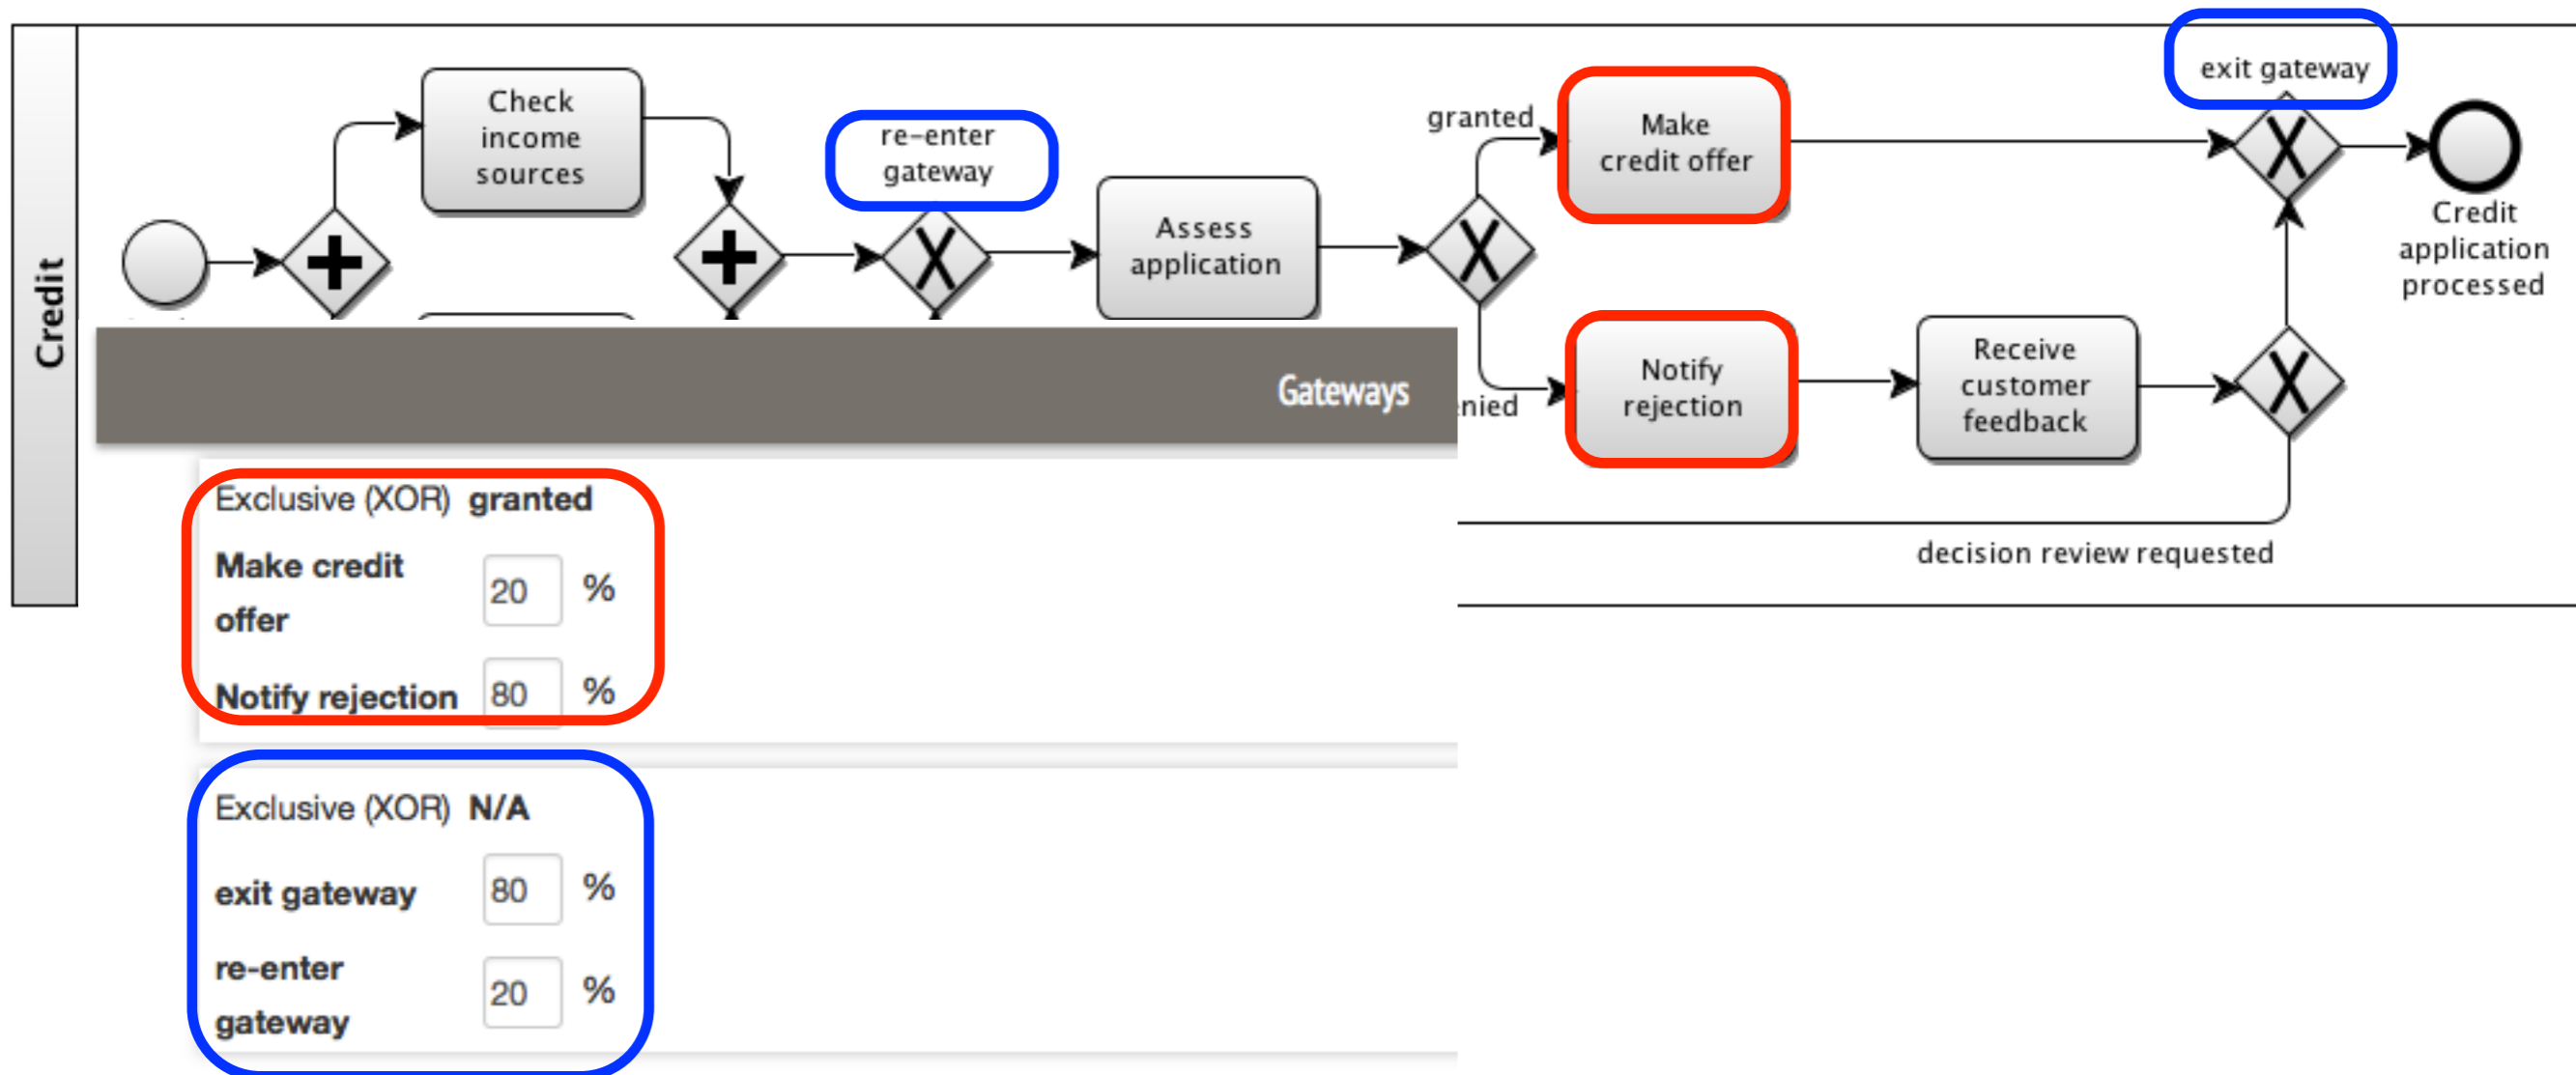 Credit
Check
income
sources
re-enter
gateway
Assess
application
granted
Make
credit offer
exit gateway
Credit
application
processed
Notify
rejection
Receive
customer
feedback
enied
decision review requested
Gateways
Exclusive (XOR) granted
Make credit
offer
20 %
Notify rejection 80 %
Exclusive (XOR) N/A
exit gateway 80 %
re-enter
gateway
20 %